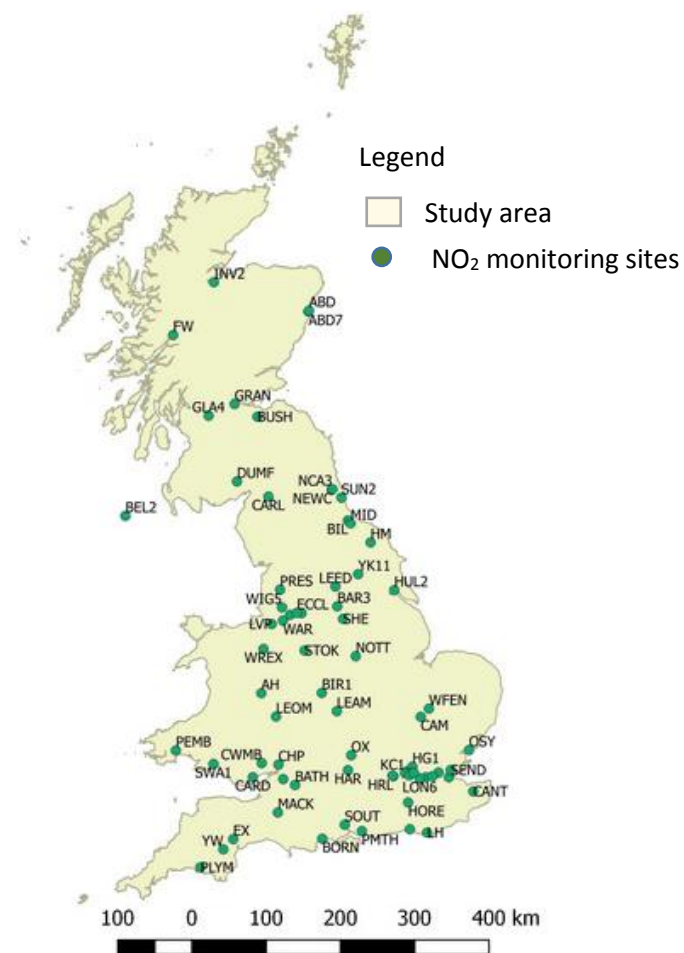 Legend
Study area
NO₂ monitoring sites
INV2
ABD
ABD7
FW
GRAN
GLA4
BUSH
DUMF
NCA3
SUN2
CARL
NEWC
BEL2
MID
BIL
HM
YK11
PRES
LEED
HUL2
WIG5
ECCL
BAR3
LVP
WAR
SHE
WREX
STOK
NOTT
AH
BIR1
LEOM
LEAM
WFEN
CAM
PEMB
CWMB
CHP
OX
OSY
SWA1
KC1
HG1
SEND
CARD
BATH
HAR
HRL
LON6
CANT
MACK
HORE
SOUT
YW
EX
BORN
PMTH
LH
PLYM
100 0 100 200 300 400 km